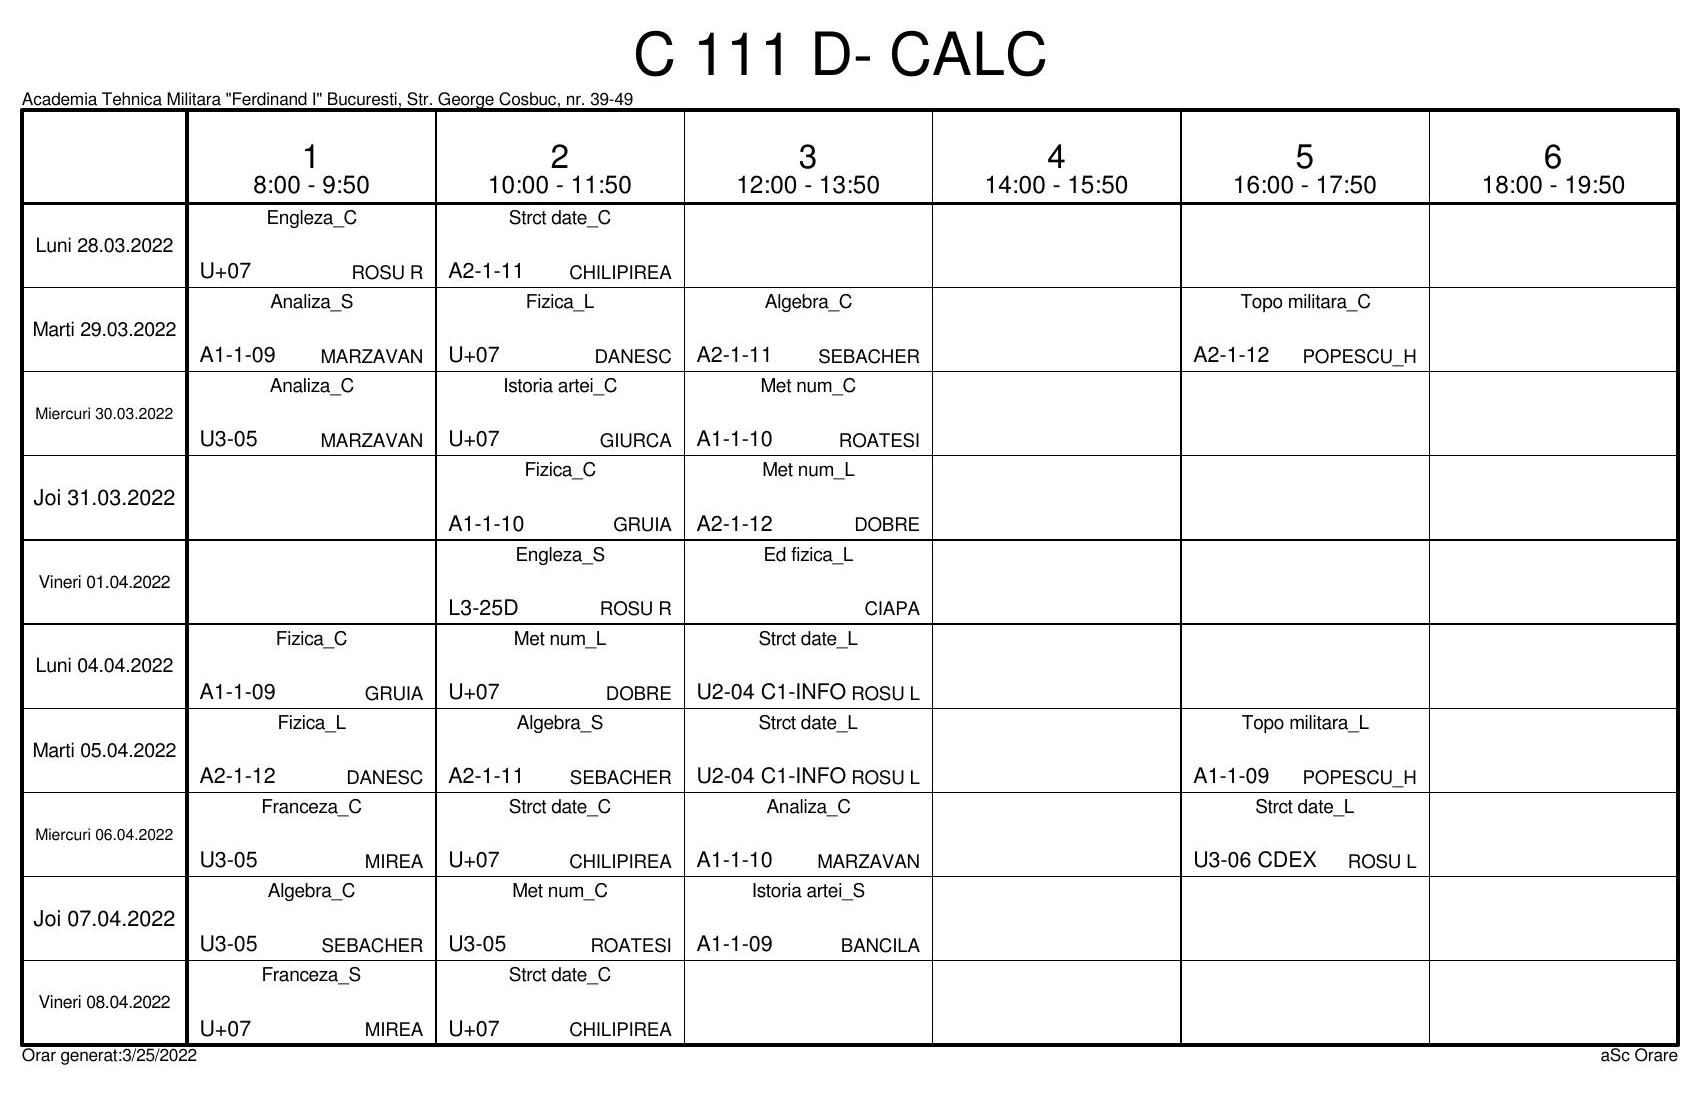 C 111 D- CALC
Academia Tehnica Militara "Ferdinand I" Bucuresti, Str. George Cosbuc, nr. 39-49
1 2 3 4 5 6
8:00 - 9:50 10:00 - 11:50 12:00 - 13:50 14:00 - 15:50 16:00 - 17:50 18:00 - 19:50
Engleza_C Strct date_C
Luni 28.03.2022
U+07 ROSU R A2-1-11 CHILIPIREA
Analiza_S Fizica_L Algebra_C Topo militara_C
Marti 29.03.2022
A1-1-09 MARZAVAN U+07 DANESC A2-1-11 SEBACHER A2-1-12 POPESCU_H
Analiza_C Istoria artei_C Met num_C
Miercuri 30.03.2022
U3-05 MARZAVAN U+07 GIURCA A1-1-10 ROATESI
Fizica_C Met num_L
Joi 31.03.2022
A1-1-10 GRUIA A2-1-12 DOBRE
Engleza_S Ed fizica_L
Vineri 01.04.2022
L3-25D ROSU R CIAPA
Fizica_C Met num_L Strct date_L
Luni 04.04.2022
A1-1-09 GRUIA U+07 DOBRE U2-04 C1-INFO ROSU L
Fizica_L Algebra_S Strct date_L Topo militara_L
Marti 05.04.2022
A2-1-12 DANESC A2-1-11 SEBACHER U2-04 C1-INFO ROSU L A1-1-09 POPESCU_H
Franceza_C Strct date_C Analiza_C Strct date_L
Miercuri 06.04.2022
U3-05 MIREA U+07 CHILIPIREA A1-1-10 MARZAVAN U3-06 CDEX ROSU L
Algebra_C Met num_C Istoria artei_S
Joi 07.04.2022
U3-05 SEBACHER U3-05 ROATESI A1-1-09 BANCILA
Franceza_S Strct date_C
Vineri 08.04.2022
U+07 MIREA U+07 CHILIPIREA
Orar generat:3/25/2022 aSc Orare